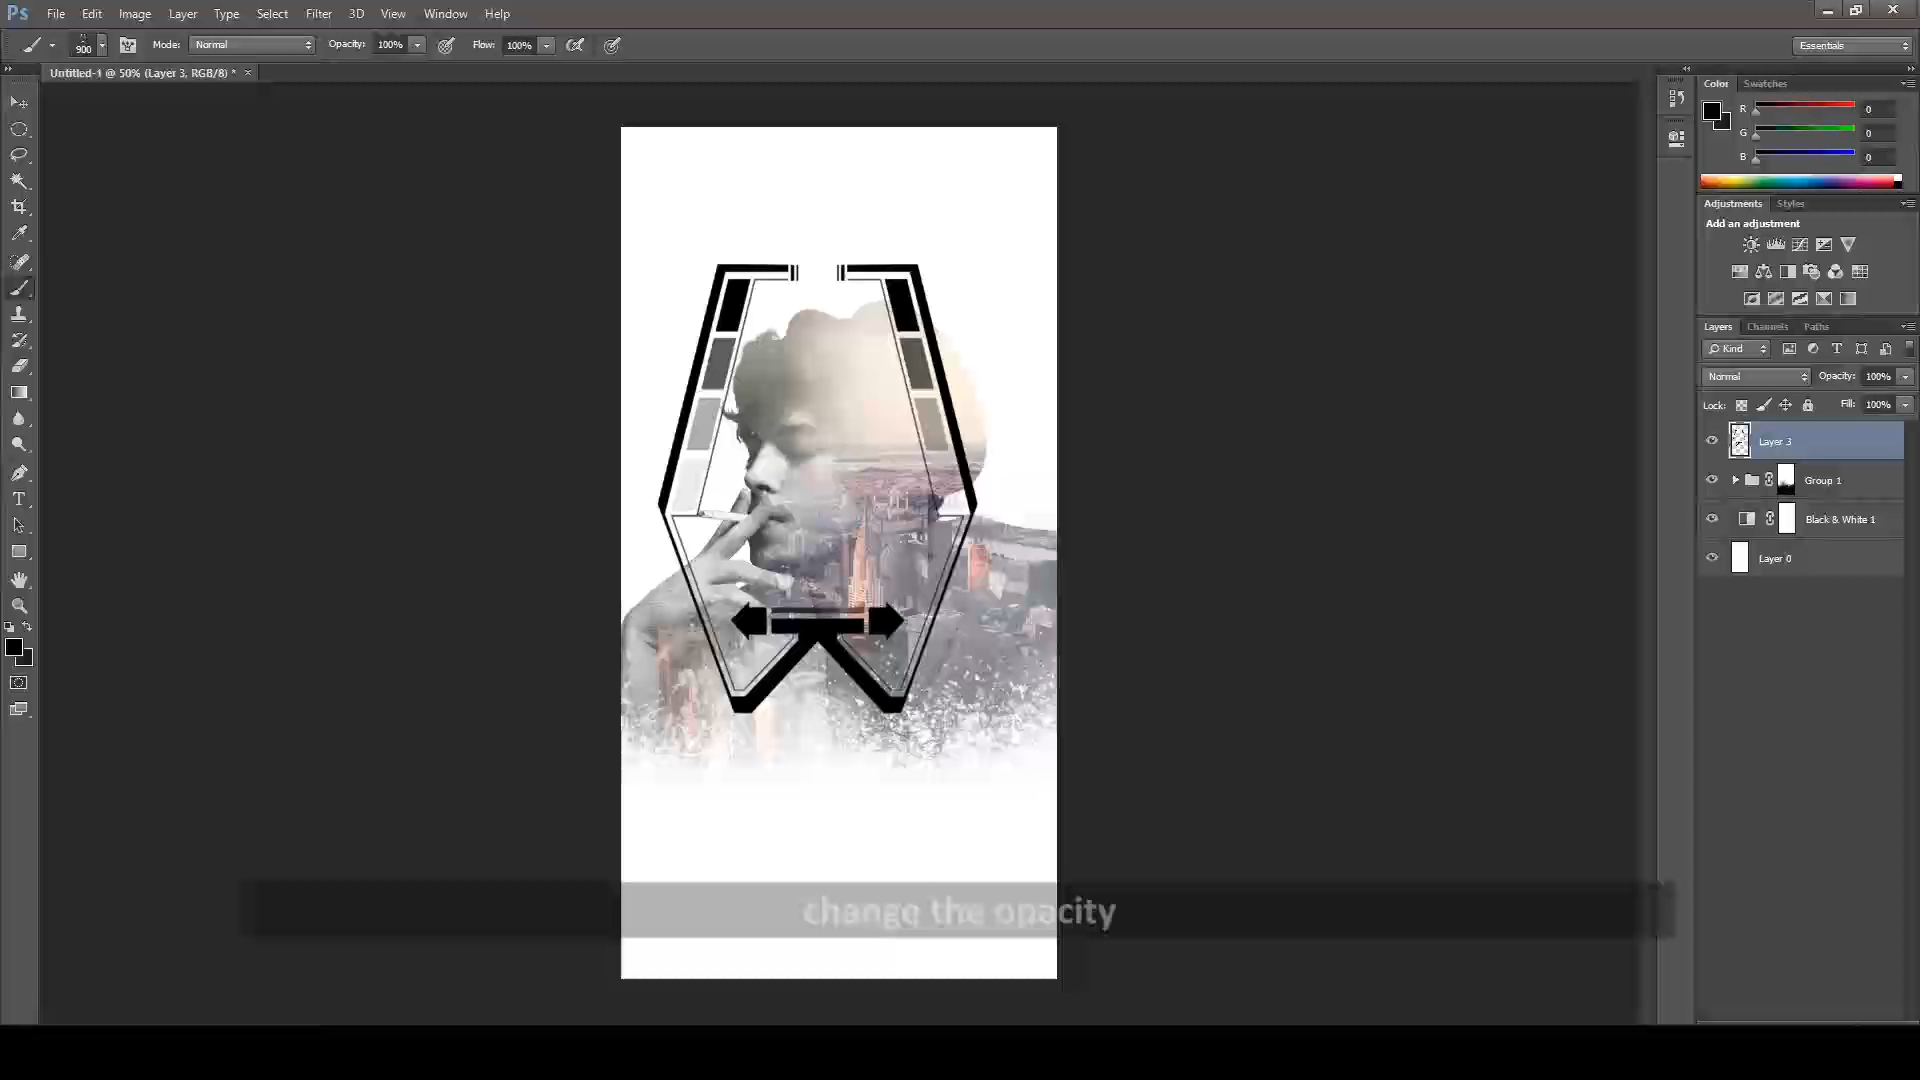 Ps File Edit Image Layer Type Select Filter 3D View Window Help
900 Mode: Normal Opacity: 100% Flow: 100% Essentials
Untitled-1 @ 50% (Layer 3, RGB/8) * ×
Color Swatches
R 0
G 0
B 0
Adjustments Styles
Add an adjustment
Layers Channels Paths
Kind
Normal Opacity: 100%
Lock: Fill: 100%
Layer 3
Group 1
Black & White 1
Layer 0
change the opacity